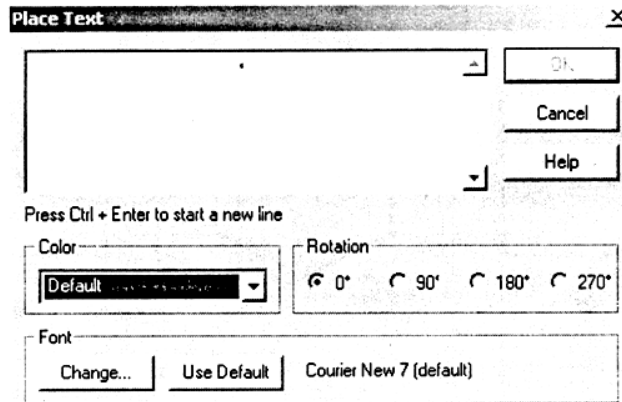 Place Text
OK
Cancel
Help
Press Ctrl + Enter to start a new line
Color
Rotation
Default
0° 90° 180° 270°
Font
Change... Use Default Courier New 7 (default)